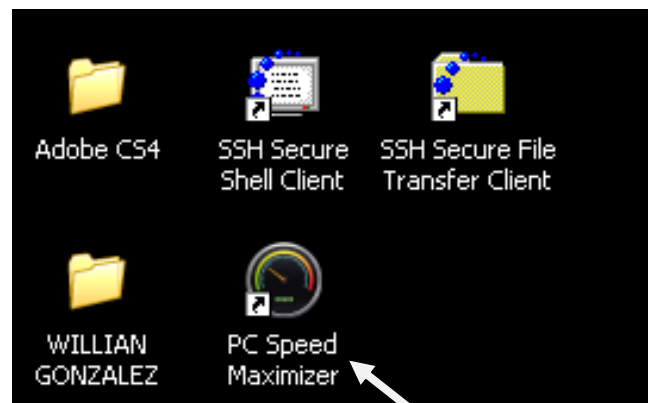 Adobe CS4
SSH Secure
Shell Client
SSH Secure File
Transfer Client
WILLIAN
GONZALEZ
PC Speed
Maximizer